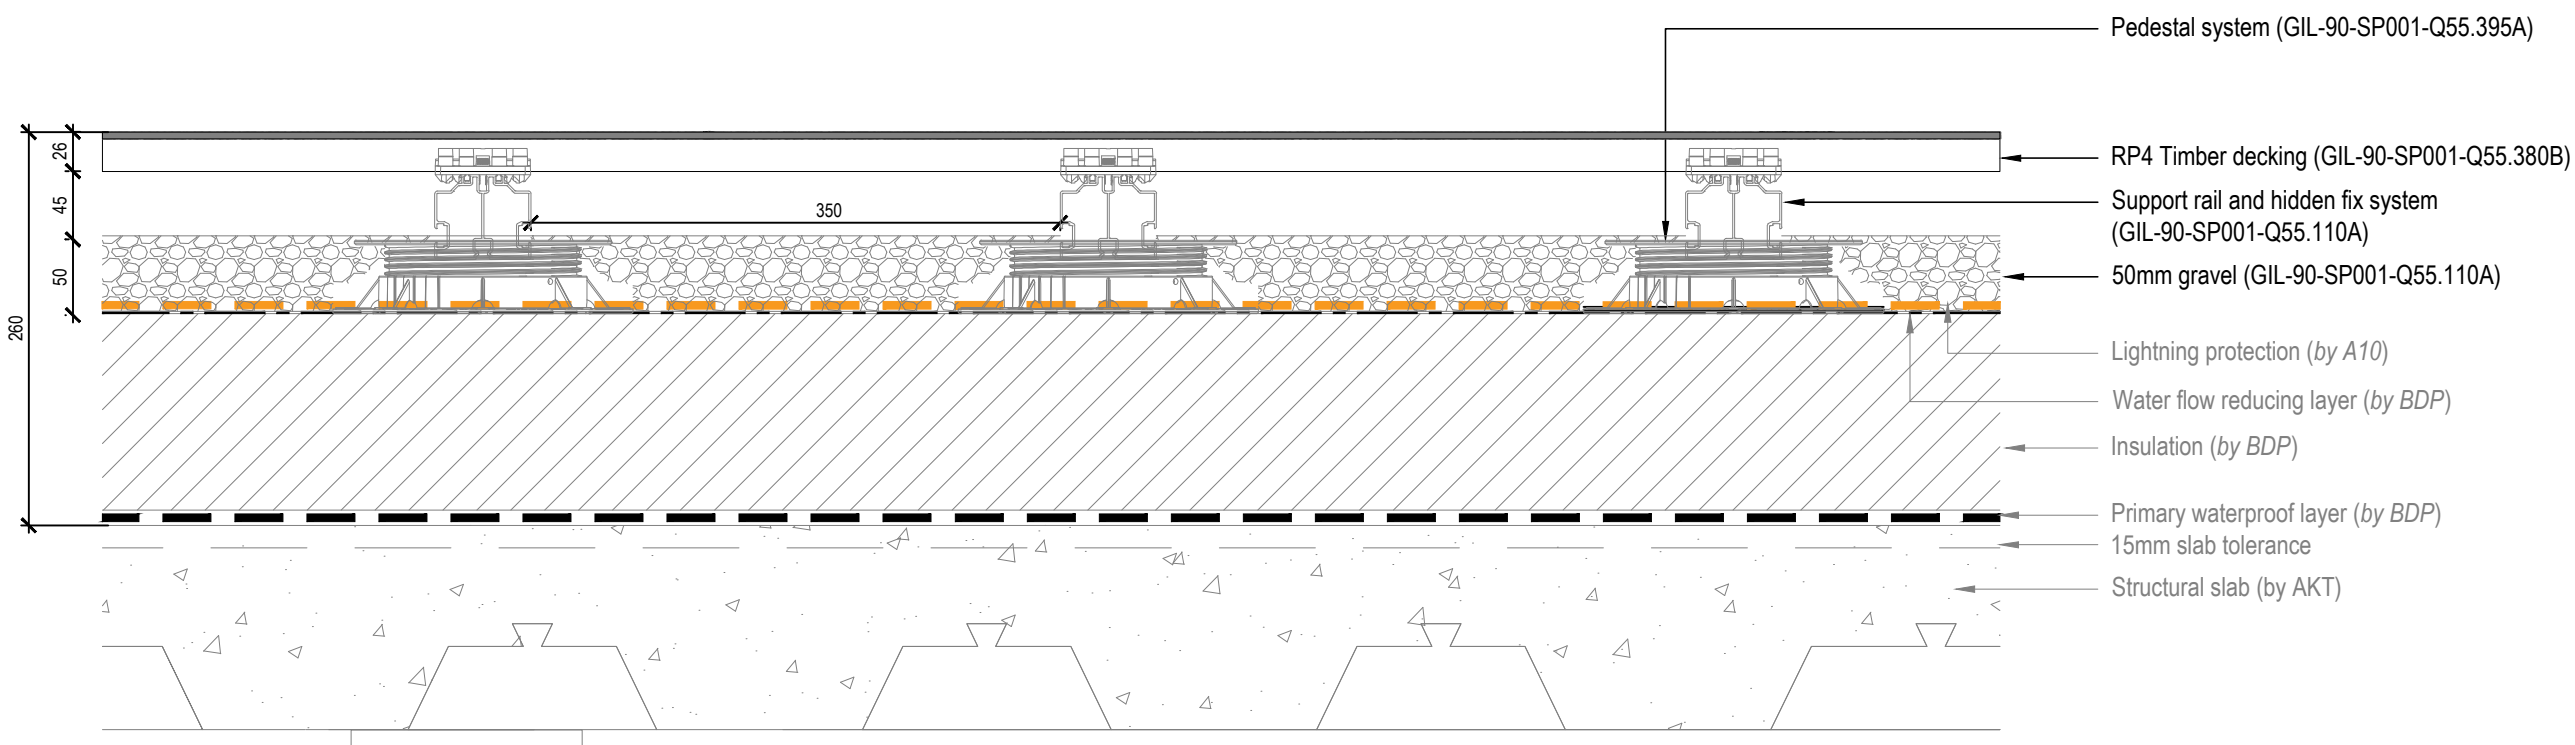 Pedestal system (GIL-90-SP001-Q55.395A)
RP4 Timber decking (GIL-90-SP001-Q55.380B)
Support rail and hidden fix system
(GIL-90-SP001-Q55.110A)
50mm gravel (GIL-90-SP001-Q55.110A)
Lightning protection (by A10)
Water flow reducing layer (by BDP)
Insulation (by BDP)
Primary waterproof layer (by BDP)
15mm slab tolerance
Structural slab (by AKT)
26
45
50
260
350